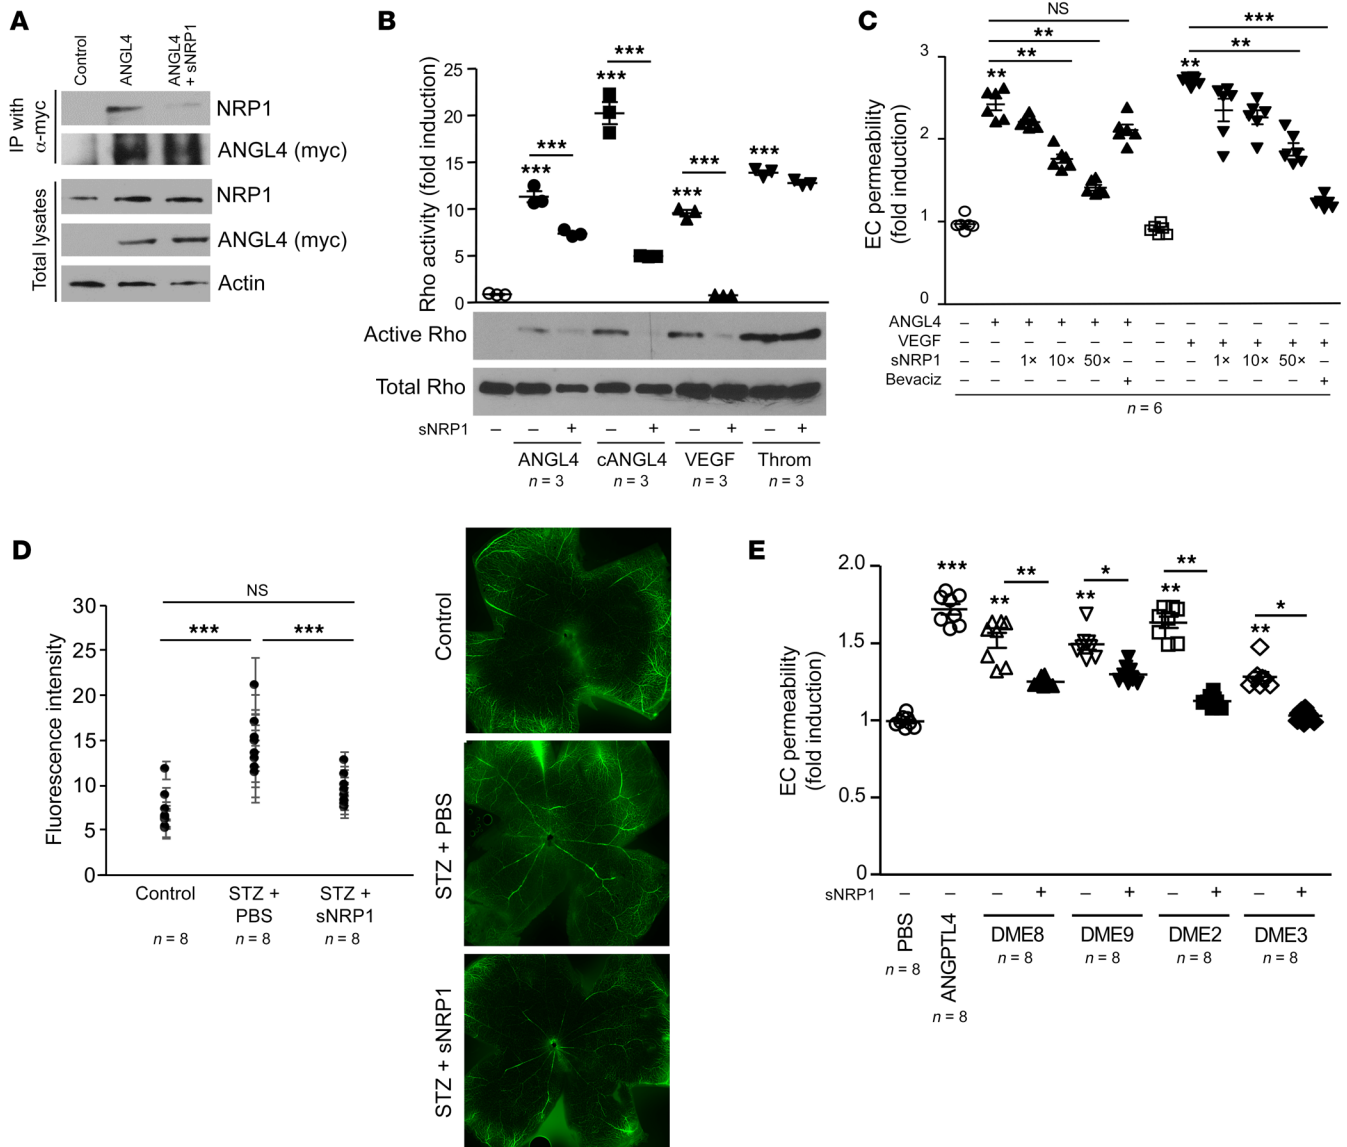 A
Control
ANGL4
ANGL4
+ sNRP1
IP with
α-myc
NRP1
ANGL4 (myc)
Total lysates
NRP1
ANGL4 (myc)
Actin
B
Rho activity (fold induction)
25
20
15
10
5
0
***
***
***
***
***
***
***
Active Rho
Total Rho
sNRP1
– – + – + – + – +
ANGL4 cANGL4 VEGF Throm
n = 3 n = 3 n = 3 n = 3
C
EC permeability
(fold induction)
3
2
1
0
NS
**
**
**
***
**
**
ANGL4 – + + + + + – – – – – –
VEGF – – – – – – – + + + + +
sNRP1 – – 1× 10× 50× – – – 1× 10× 50× –
Bevaciz – – – – – + – – – – – +
n = 6
D
Fluorescence intensity
30
25
20
15
10
5
0
NS
***
***
Control
STZ +
PBS
STZ +
sNRP1
n = 8 n = 8 n = 8
Control
STZ + PBS
STZ + sNRP1
E
EC permeability
(fold induction)
2.0
1.5
1
0.5
0
***
**
**
**
*
**
**
**
*
sNRP1 – – – + – + – + – +
PBS
n = 8
ANGPTL4
n = 8
DME8 DME9 DME2 DME3
n = 8 n = 8 n = 8 n = 8